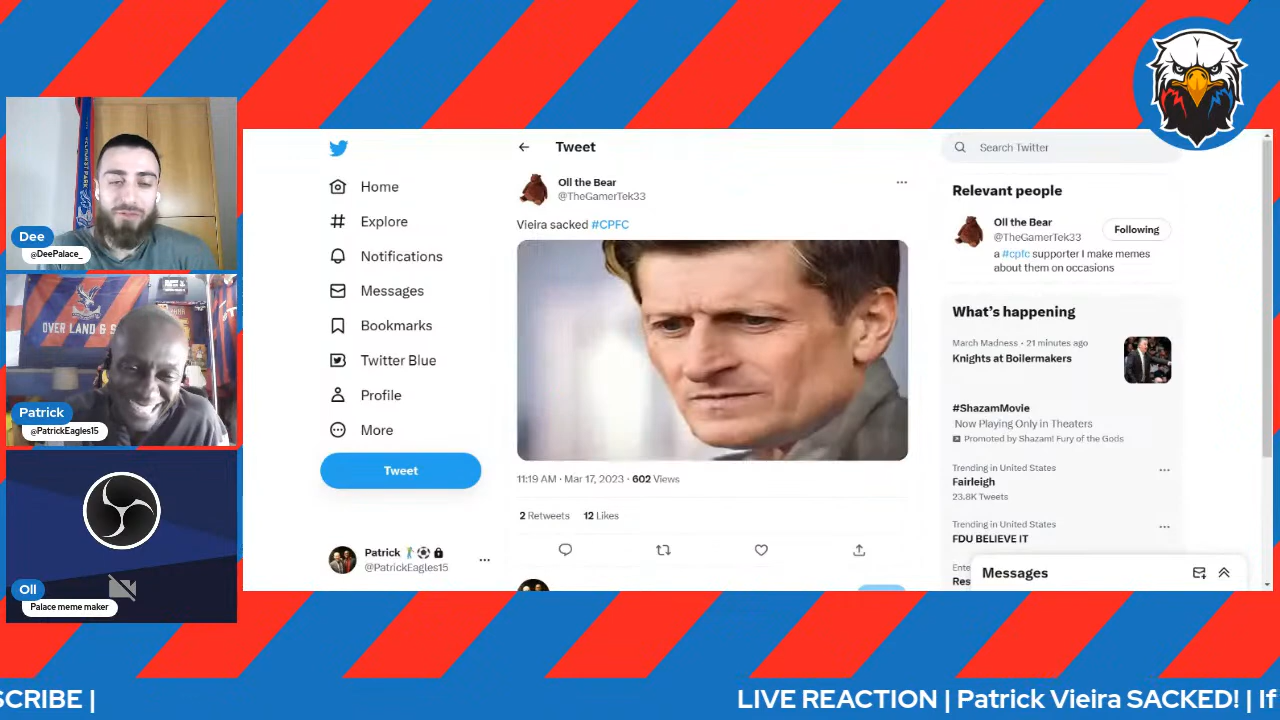 Dee
@DeePalace_
OVER LAND & S
Patrick
@PatrickEagles15
Oll
Palace meme maker
Home
Explore
Notifications
Messages
Bookmarks
Twitter Blue
Profile
More
Tweet
Patrick
@PatrickEagles15
Tweet
Oll the Bear
@TheGamerTek33
Vieira sacked #CPFC
11:19 AM · Mar 17, 2023 · 602 Views
2 Retweets 12 Likes
Search Twitter
Relevant people
Oll the Bear
@TheGamerTek33
Following
a #cpfc supporter I make memes
about them on occasions
What's happening
March Madness · 21 minutes ago
Knights at Boilermakers
#ShazamMovie
Now Playing Only in Theaters
Promoted by Shazam! Fury of the Gods
Trending in United States
Fairleigh
23.8K Tweets
Trending in United States
FDU BELIEVE IT
Ente
Res
Messages
SCRIBE | LIVE REACTION | Patrick Vieira SACKED! | If